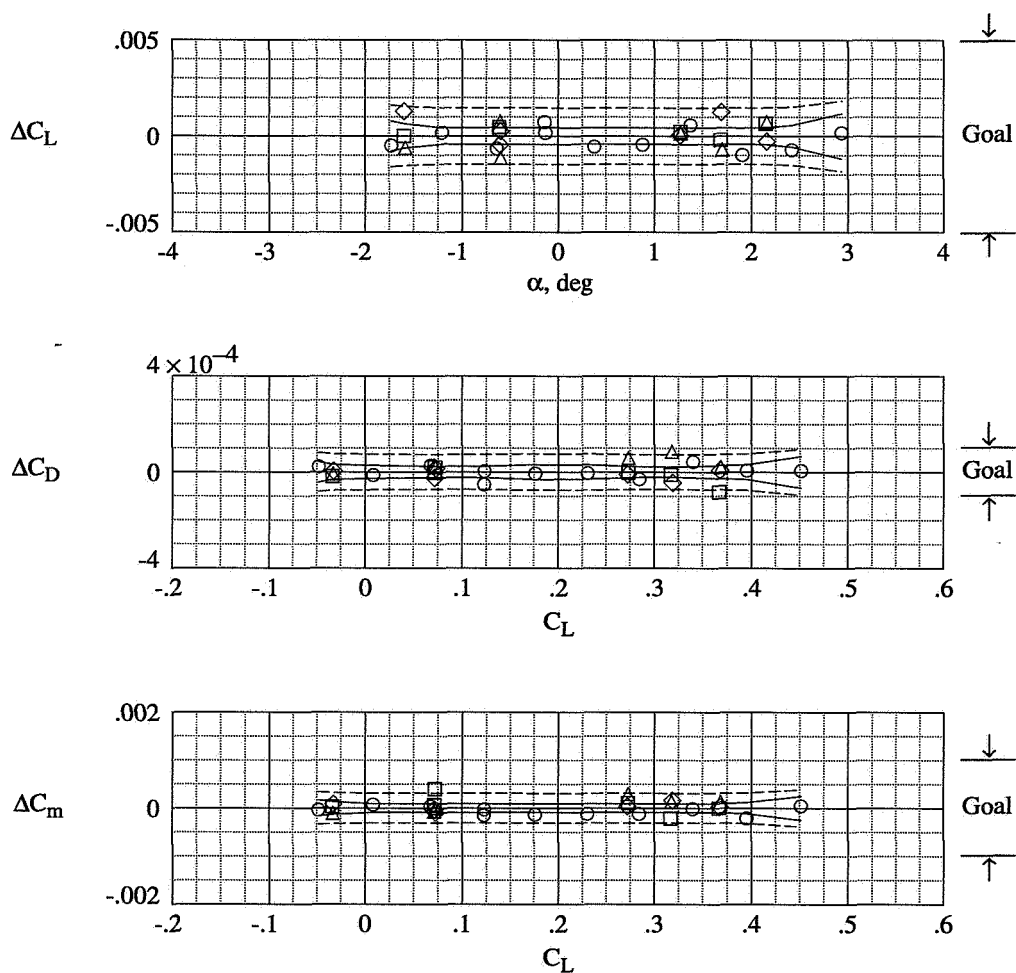 .005
ΔC_L
0
Goal
-.005
-4 -3 -2 -1 0 1 2 3 4
α, deg
4 × 10⁻⁴
ΔC_D
0
Goal
-4
-.2 -.1 0 .1 .2 .3 .4 .5 .6
C_L
.002
ΔC_m
0
Goal
-.002
-.2 -.1 0 .1 .2 .3 .4 .5 .6
C_L